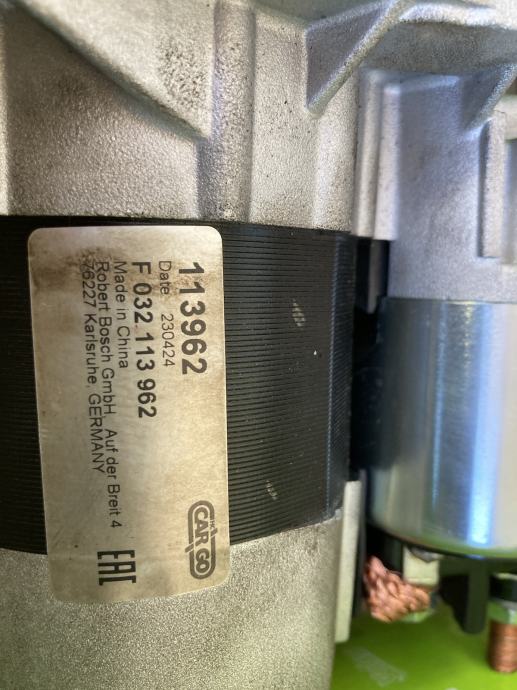 113962
Date 230424
F 032 113 962
Made in China
Robert Bosch GmbH, Auf der Breit 4
76227 Karlsruhe, GERMANY
HC
CARGO
EAC